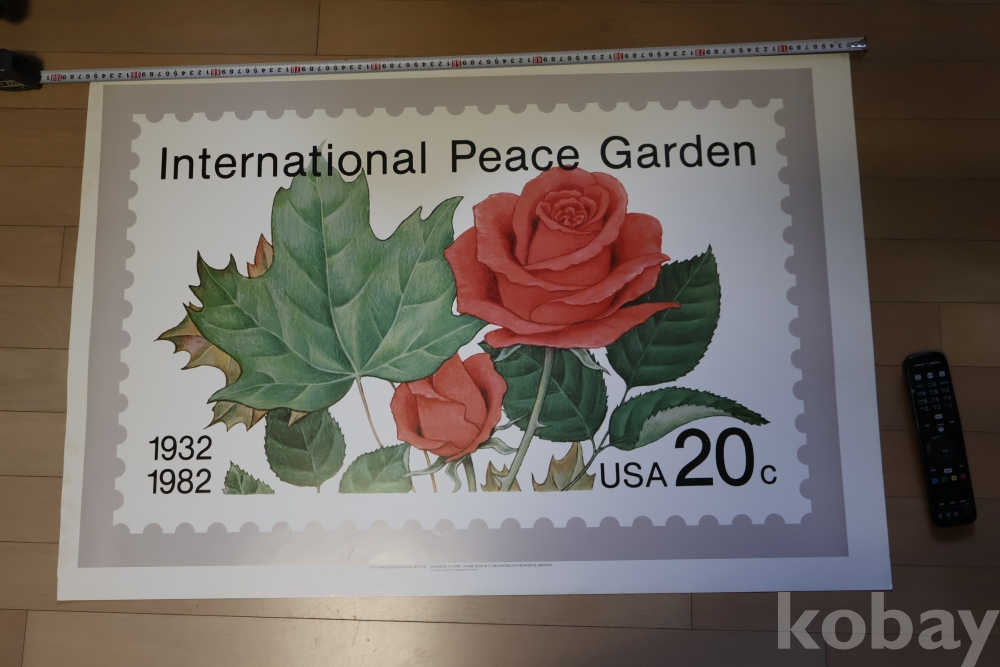 International Peace Garden
1932
1982
USA 20c
kobay